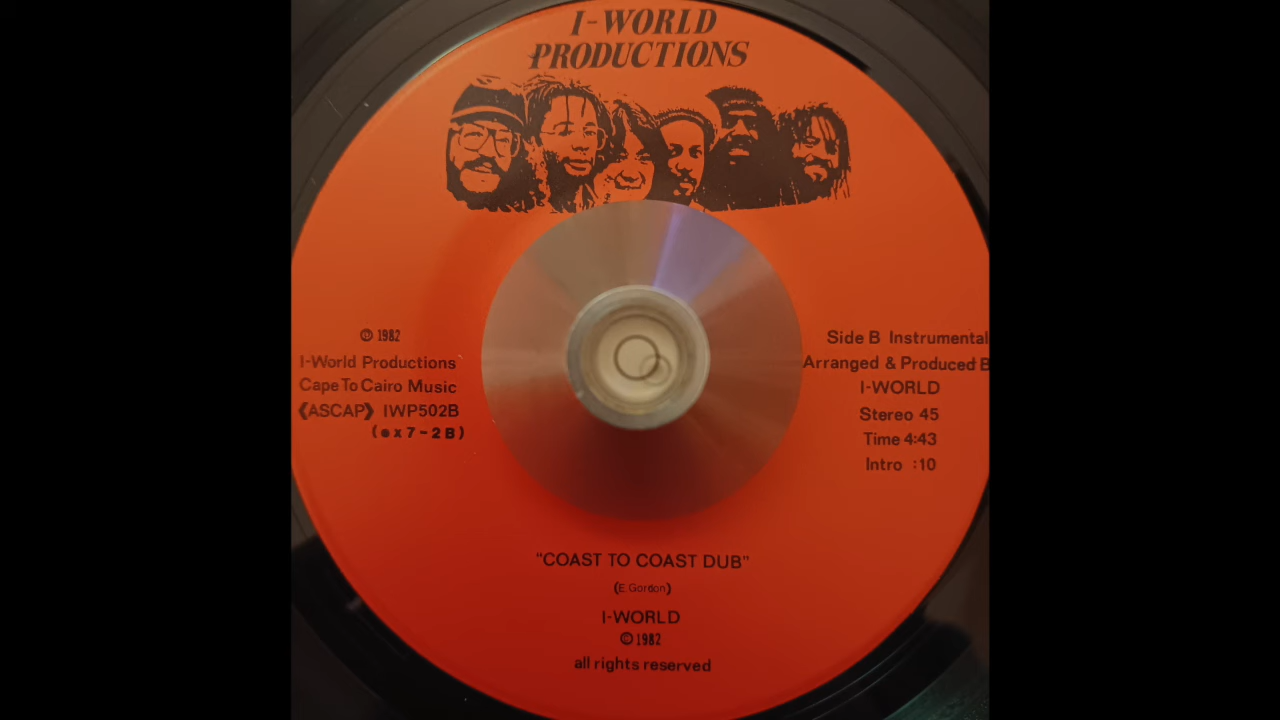 I-WORLD
PRODUCTIONS
© 1982
I-World Productions
Cape To Cairo Music
《ASCAP》 IWP502B
(ex7-2B)
Side B Instrumental
Arranged & Produced B
I-WORLD
Stereo 45
Time 4:43
Intro :10
"COAST TO COAST DUB"
(E. Gordon)
I-WORLD
© 1982
all rights reserved